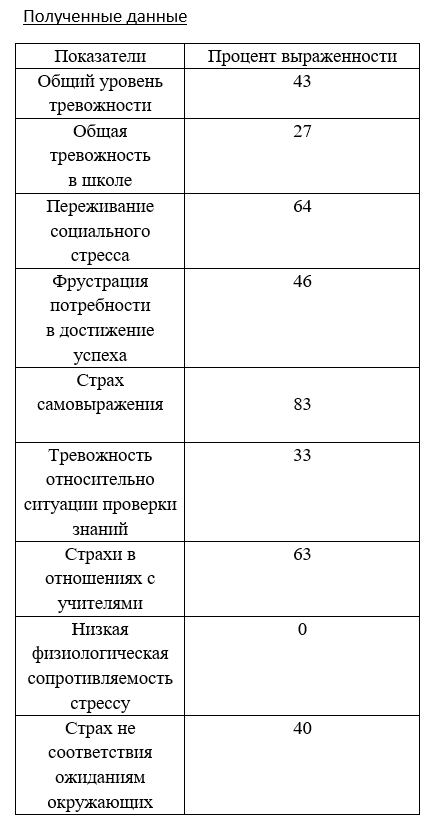 Полученные данные
Показатели Процент выраженности
Общий уровень 43
тревожности
Общая 27
тревожность
в школе
Переживание 64
социального
стресса
Фрустрация 46
потребности
в достижение
успеха
Страх
самовыражения 83
Тревожность 33
относительно
ситуации проверки
знаний
Страхи в 63
отношениях с
учителями
Низкая 0
физиологическая
сопротивляемость
стрессу
Страх не 40
соответствия
ожиданиям
окружающих